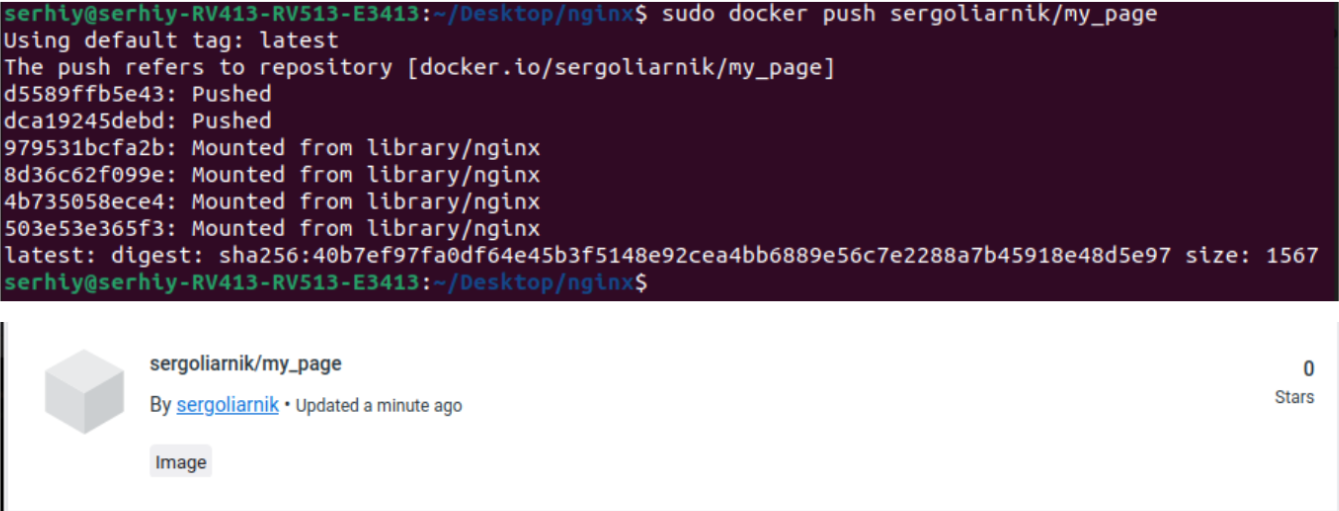 serhiy@serhiy-RV413-RV513-E3413:~/Desktop/nginx$ sudo docker push sergoliarnik/my_page
Using default tag: latest
The push refers to repository [docker.io/sergoliarnik/my_page]
d5589ffb5e43: Pushed
dca19245debd: Pushed
979531bcfa2b: Mounted from library/nginx
8d36c62f099e: Mounted from library/nginx
4b735058ece4: Mounted from library/nginx
503e53e365f3: Mounted from library/nginx
latest: digest: sha256:40b7ef97fa0df64e45b3f5148e92cea4bb6889e56c7e2288a7b45918e48d5e97 size: 1567
serhiy@serhiy-RV413-RV513-E3413:~/Desktop/nginx$
sergoliarnik/my_page
0
By sergoliarnik • Updated a minute ago
Stars
Image